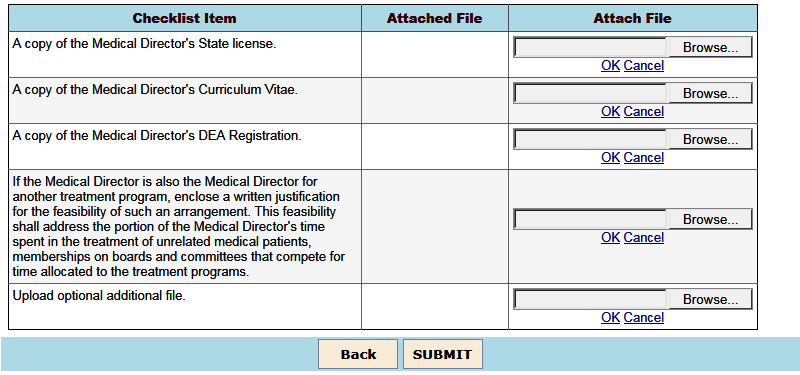 Checklist Item Attached File Attach File
A copy of the Medical Director's State license.
Browse...
OK Cancel
A copy of the Medical Director's Curriculum Vitae.
Browse...
OK Cancel
A copy of the Medical Director's DEA Registration.
Browse...
OK Cancel
If the Medical Director is also the Medical Director for
another treatment program, enclose a written justification
for the feasibility of such an arrangement. This feasibility
shall address the portion of the Medical Director's time
spent in the treatment of unrelated medical patients,
memberships on boards and committees that compete for
time allocated to the treatment programs.
Browse...
OK Cancel
Upload optional additional file.
Browse...
OK Cancel
Back SUBMIT